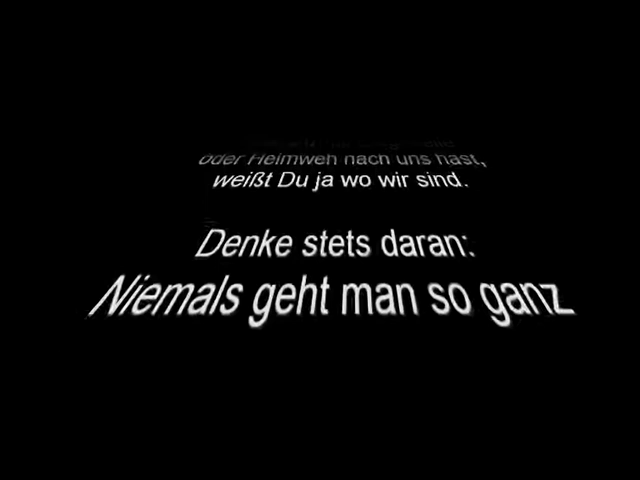 oder Heimweh nach uns hast,
weißt Du ja wo wir sind.
Denke stets daran:
Niemals geht man so ganz